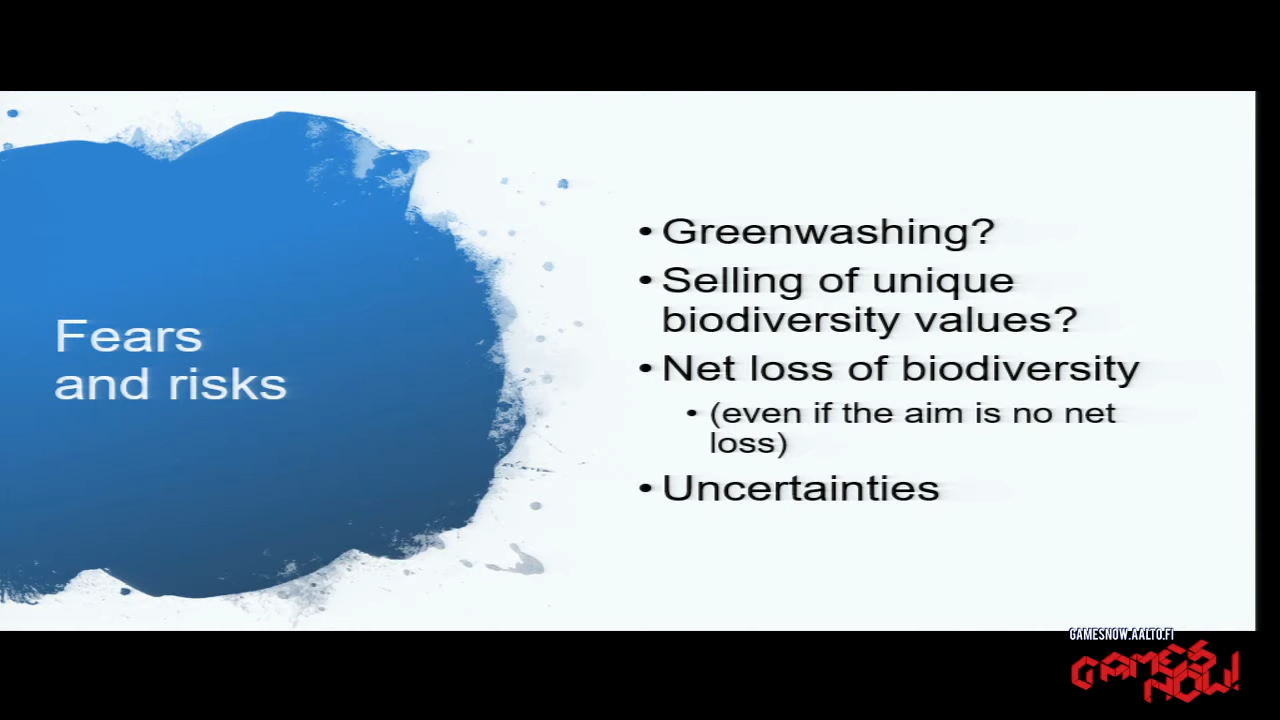 Fears
and risks
• Greenwashing?
• Selling of unique
biodiversity values?
• Net loss of biodiversity
• (even if the aim is no net
loss)
• Uncertainties
GAMESNOW.AALTO.FI
GAMES
NOW!